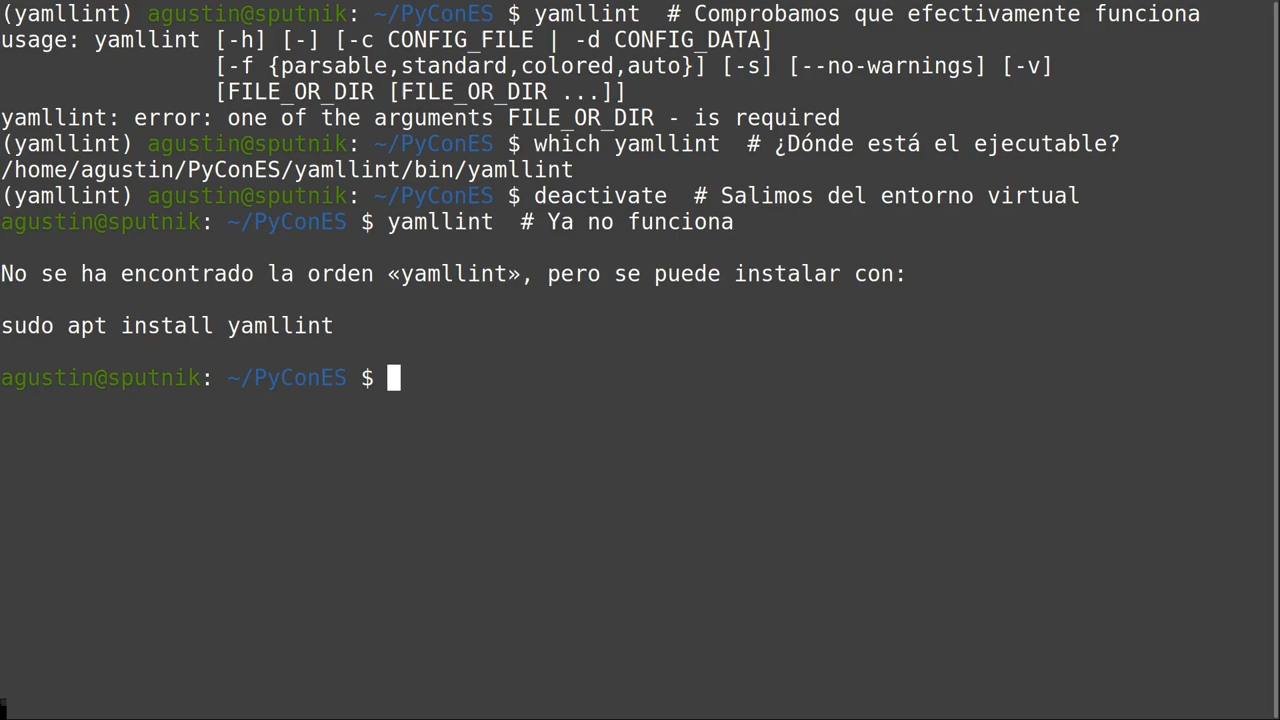 (yamllint) agustin@sputnik: ~/PyConES $ yamllint  # Comprobamos que efectivamente funciona
usage: yamllint [-h] [-] [-c CONFIG_FILE | -d CONFIG_DATA]
                [-f {parsable,standard,colored,auto}] [-s] [--no-warnings] [-v]
                [FILE_OR_DIR [FILE_OR_DIR ...]]
yamllint: error: one of the arguments FILE_OR_DIR - is required
(yamllint) agustin@sputnik: ~/PyConES $ which yamllint  # ¿Dónde está el ejecutable?
/home/agustin/PyConES/yamllint/bin/yamllint
(yamllint) agustin@sputnik: ~/PyConES $ deactivate  # Salimos del entorno virtual
agustin@sputnik: ~/PyConES $ yamllint  # Ya no funciona
No se ha encontrado la orden «yamllint», pero se puede instalar con:
sudo apt install yamllint
agustin@sputnik: ~/PyConES $